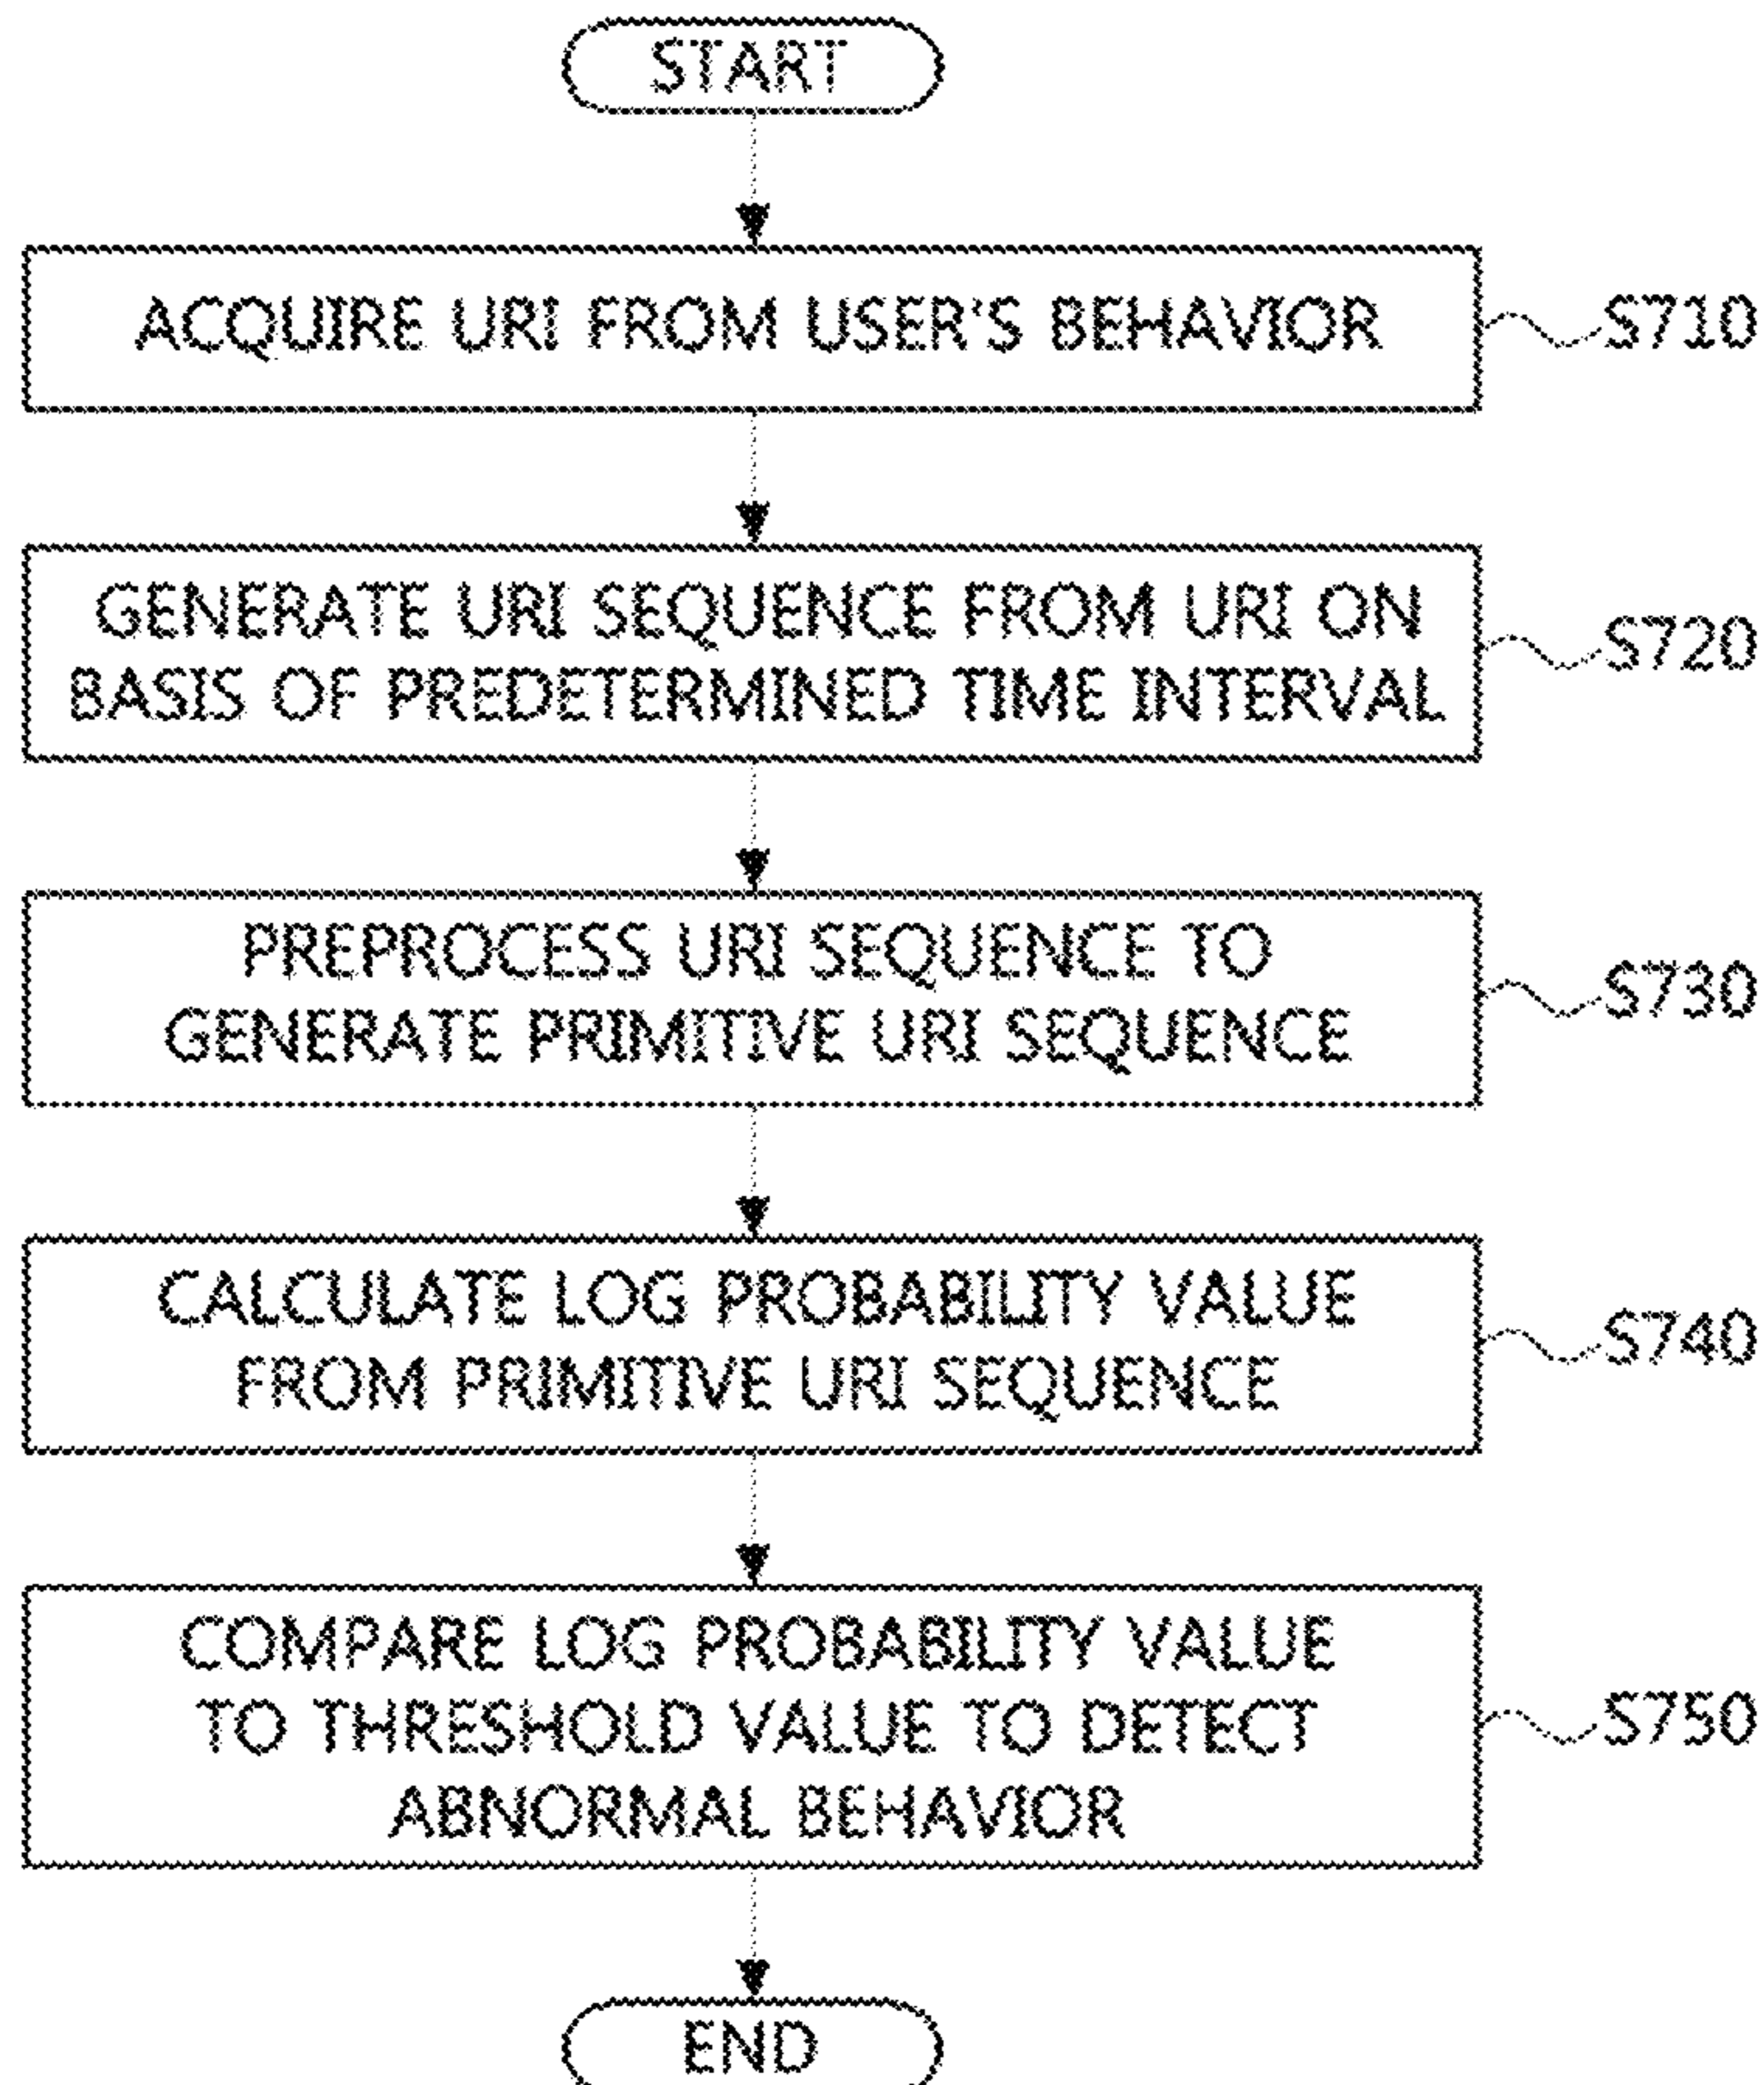 START
ACQUIRE URI FROM USER'S BEHAVIOR
S710
GENERATE URI SEQUENCE FROM URI ON
BASIS OF PREDETERMINED TIME INTERVAL
S720
PREPROCESS URI SEQUENCE TO
GENERATE PRIMITIVE URI SEQUENCE
S730
CALCULATE LOG PROBABILITY VALUE
FROM PRIMITIVE URI SEQUENCE
S740
COMPARE LOG PROBABILITY VALUE
TO THRESHOLD VALUE TO DETECT
ABNORMAL BEHAVIOR
S750
END